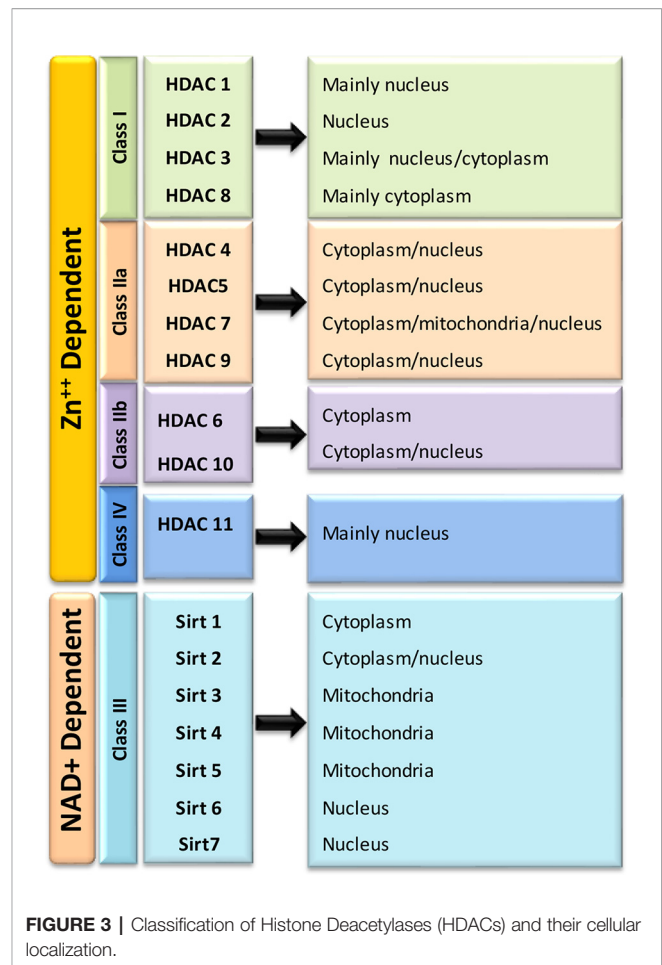 Zn++ Dependent
Class I
HDAC 1
HDAC 2
HDAC 3
HDAC 8
Mainly nucleus
Nucleus
Mainly nucleus/cytoplasm
Mainly cytoplasm
Class IIa
HDAC 4
HDAC5
HDAC 7
HDAC 9
Cytoplasm/nucleus
Cytoplasm/nucleus
Cytoplasm/mitochondria/nucleus
Cytoplasm/nucleus
Class IIb
HDAC 6
HDAC 10
Cytoplasm
Cytoplasm/nucleus
Class IV
HDAC 11
Mainly nucleus
NAD+ Dependent
Class III
Sirt 1
Sirt 2
Sirt 3
Sirt 4
Sirt 5
Sirt 6
Sirt7
Cytoplasm
Cytoplasm/nucleus
Mitochondria
Mitochondria
Mitochondria
Nucleus
Nucleus
FIGURE 3 | Classification of Histone Deacetylases (HDACs) and their cellular
localization.